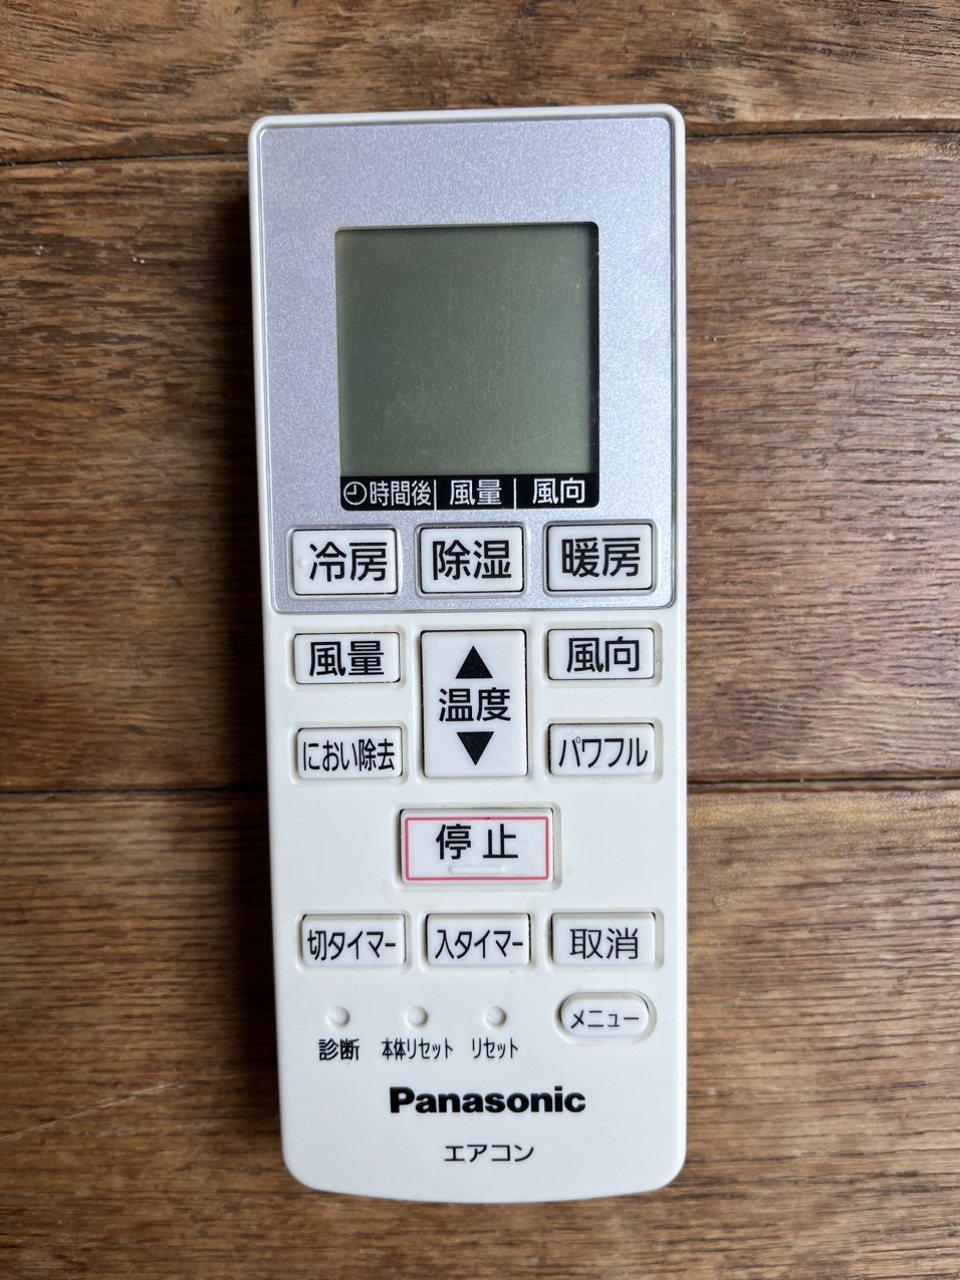 時間後 風量 風向
冷房 除湿 暖房
風量 ▲ 風向
温度
におい除去 ▼ パワフル
停止
切タイマー 入タイマー 取消
メニュー
診断 本体リセット リセット
Panasonic
エアコン